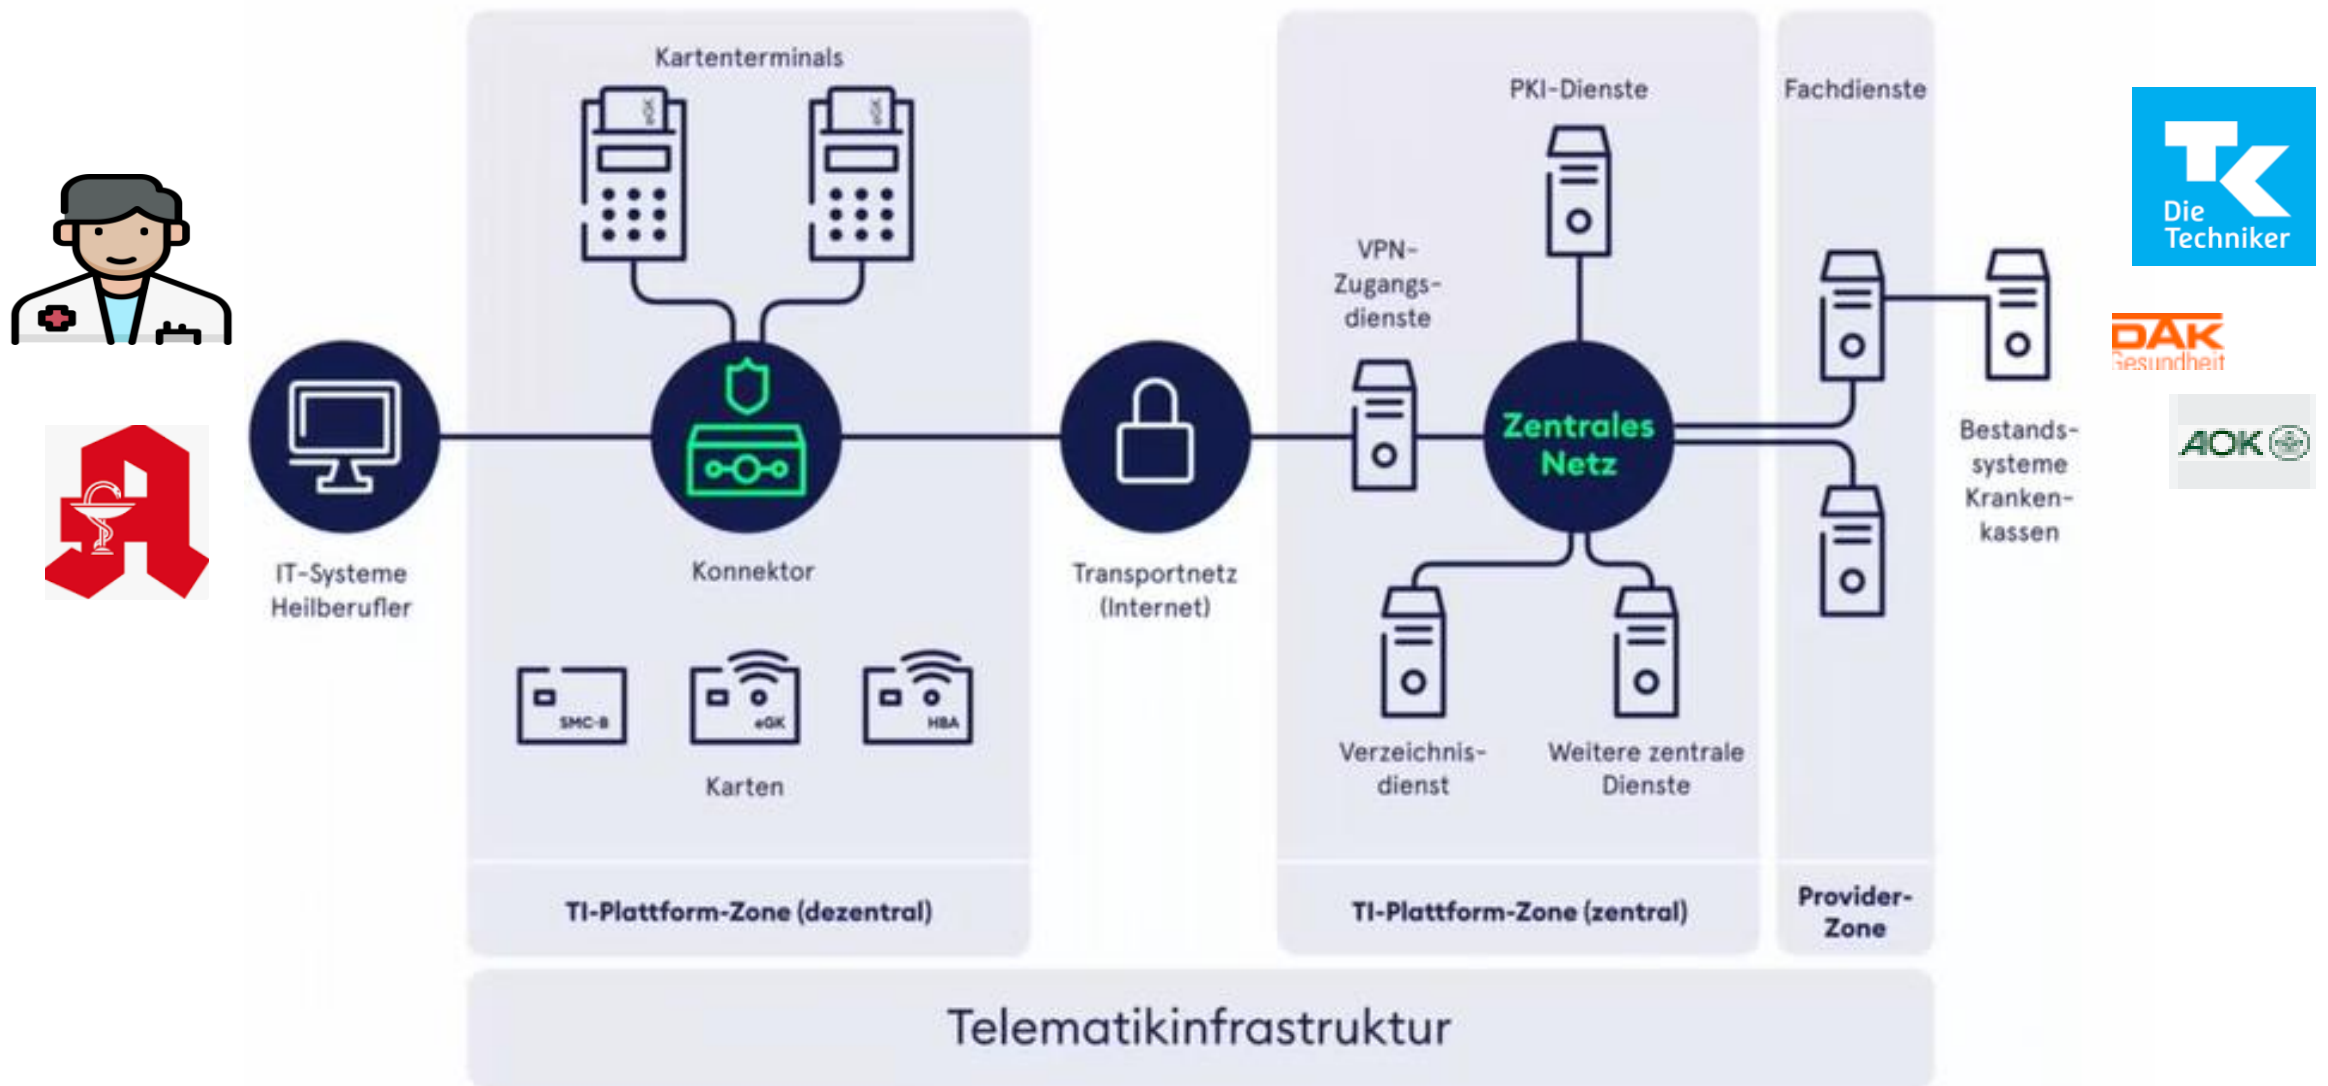 Kartenterminals
eGK
eGK
PKI-Dienste
Fachdienste
VPN-
Zugangs-
dienste
Die
Techniker
DAK
Gesundheit
AOK
Zentrales
Netz
Bestands-
systeme
Kranken-
kassen
IT-Systeme
Heilberufler
Konnektor
Transportnetz
(Internet)
SMC-B
eGK
HBA
Karten
Verzeichnis-
dienst
Weitere zentrale
Dienste
TI-Plattform-Zone (dezentral)
TI-Plattform-Zone (zentral)
Provider-
Zone
Telematikinfrastruktur